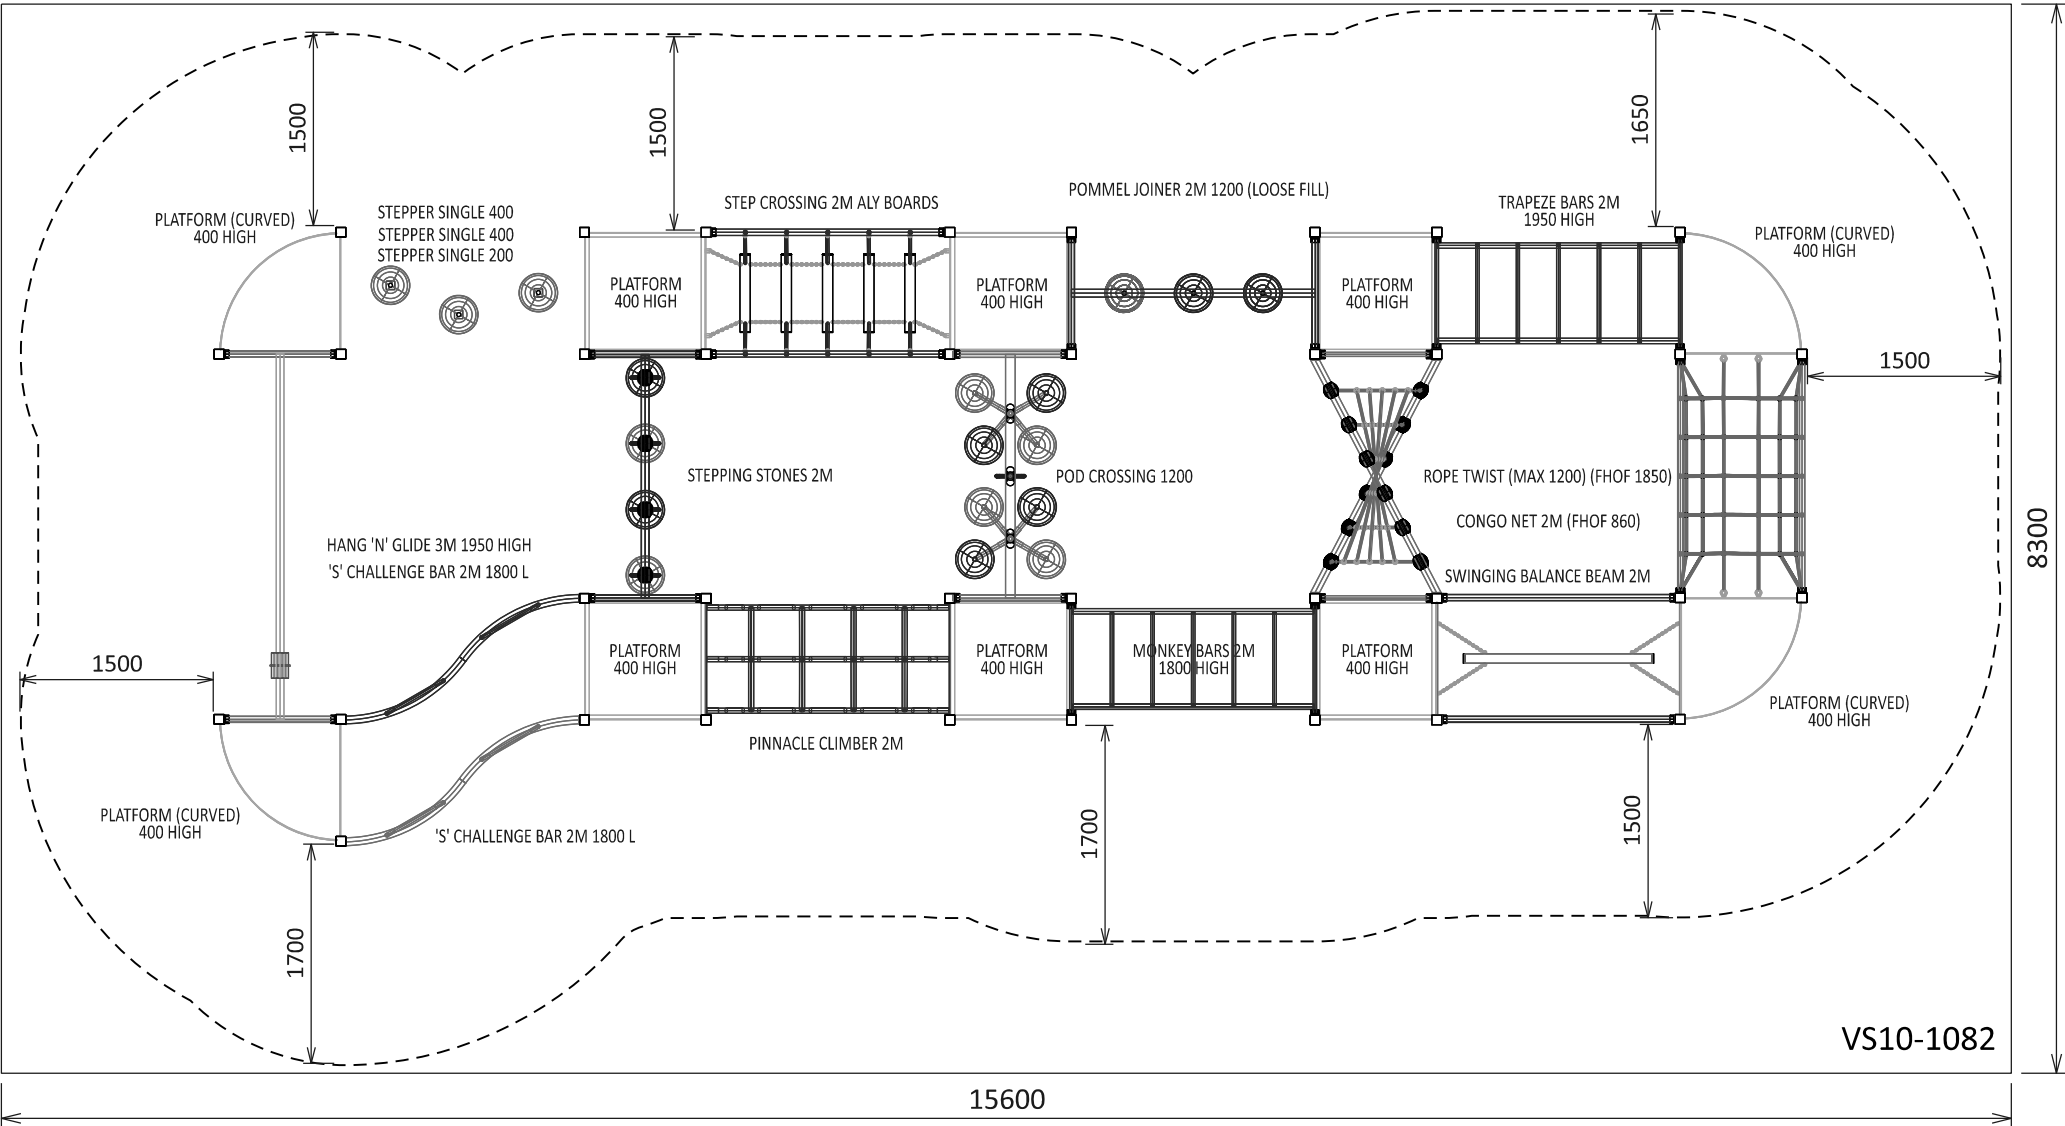 1500
1500
1650
POMMEL JOINER 2M 1200 (LOOSE FILL)
STEP CROSSING 2M ALY BOARDS
TRAPEZE BARS 2M
1950 HIGH
PLATFORM (CURVED)
400 HIGH
STEPPER SINGLE 400
STEPPER SINGLE 400
STEPPER SINGLE 200
PLATFORM (CURVED)
400 HIGH
PLATFORM
400 HIGH
PLATFORM
400 HIGH
PLATFORM
400 HIGH
1500
STEPPING STONES 2M
POD CROSSING 1200
ROPE TWIST (MAX 1200) (FHOF 1850)
CONGO NET 2M (FHOF 860)
HANG 'N' GLIDE 3M 1950 HIGH
'S' CHALLENGE BAR 2M 1800 L
SWINGING BALANCE BEAM 2M
8300
1500
PLATFORM
400 HIGH
PLATFORM
400 HIGH
MONKEY BARS 2M
1800 HIGH
PLATFORM
400 HIGH
PLATFORM (CURVED)
400 HIGH
PINNACLE CLIMBER 2M
PLATFORM (CURVED)
400 HIGH
'S' CHALLENGE BAR 2M 1800 L
1700
1500
1700
VS10-1082
15600